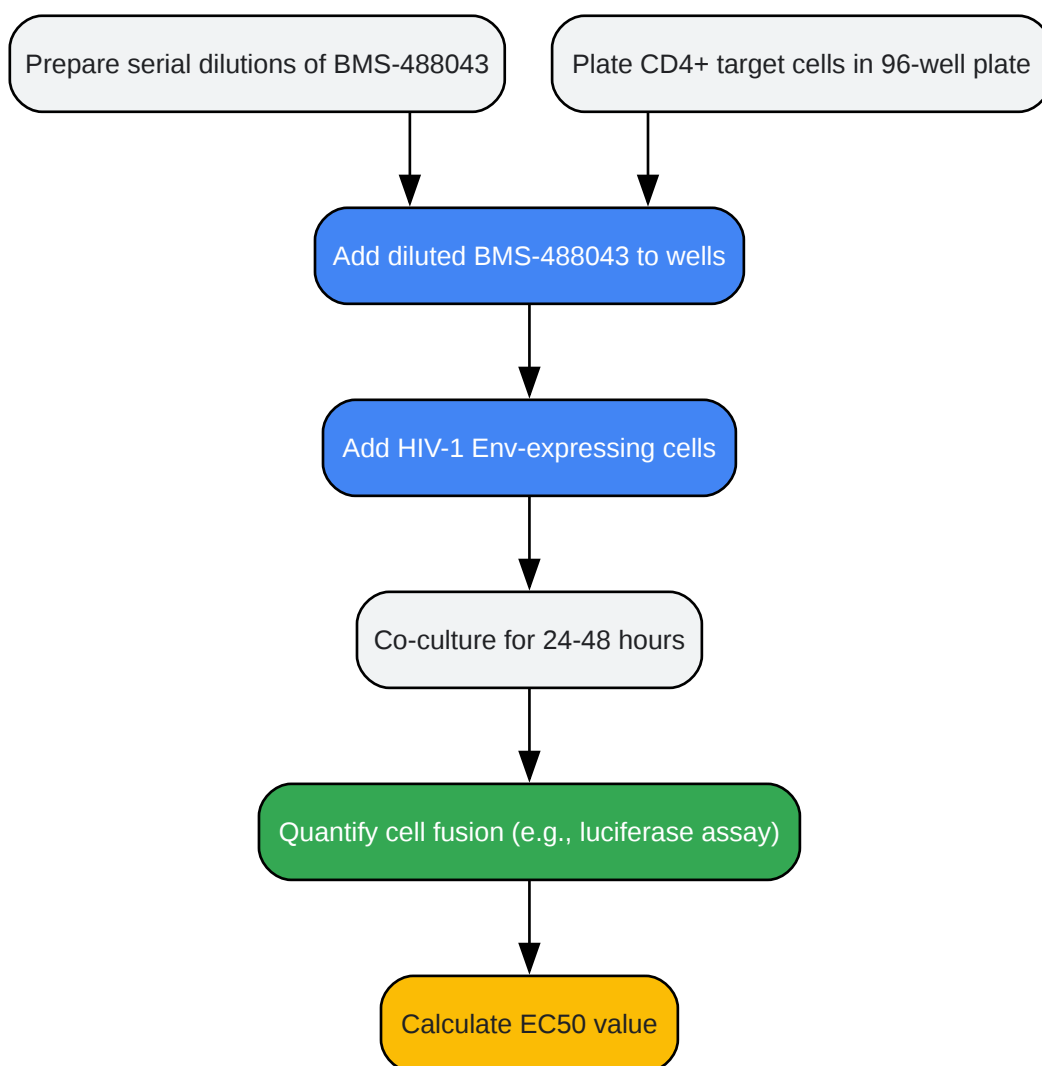 Prepare serial dilutions of BMS-488043
Plate CD4+ target cells in 96-well plate
Add diluted BMS-488043 to wells
Add HIV-1 Env-expressing cells
Co-culture for 24-48 hours
Quantify cell fusion (e.g., luciferase assay)
Calculate EC50 value